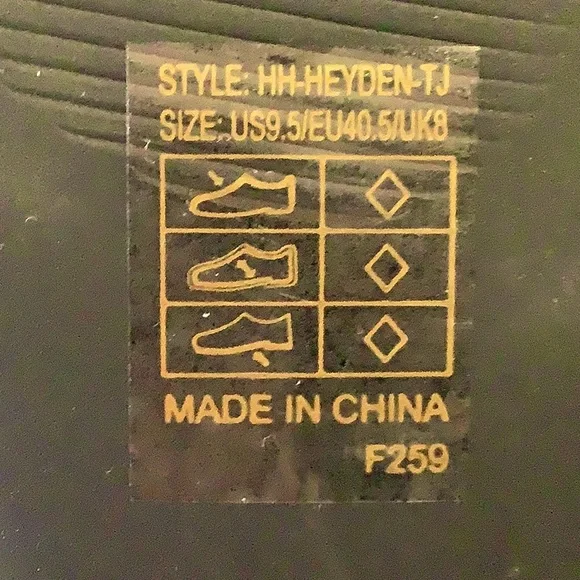 STYLE: HH-HEYDEN-TJ
SIZE: US9.5/EU40.5/UK8
MADE IN CHINA
F259